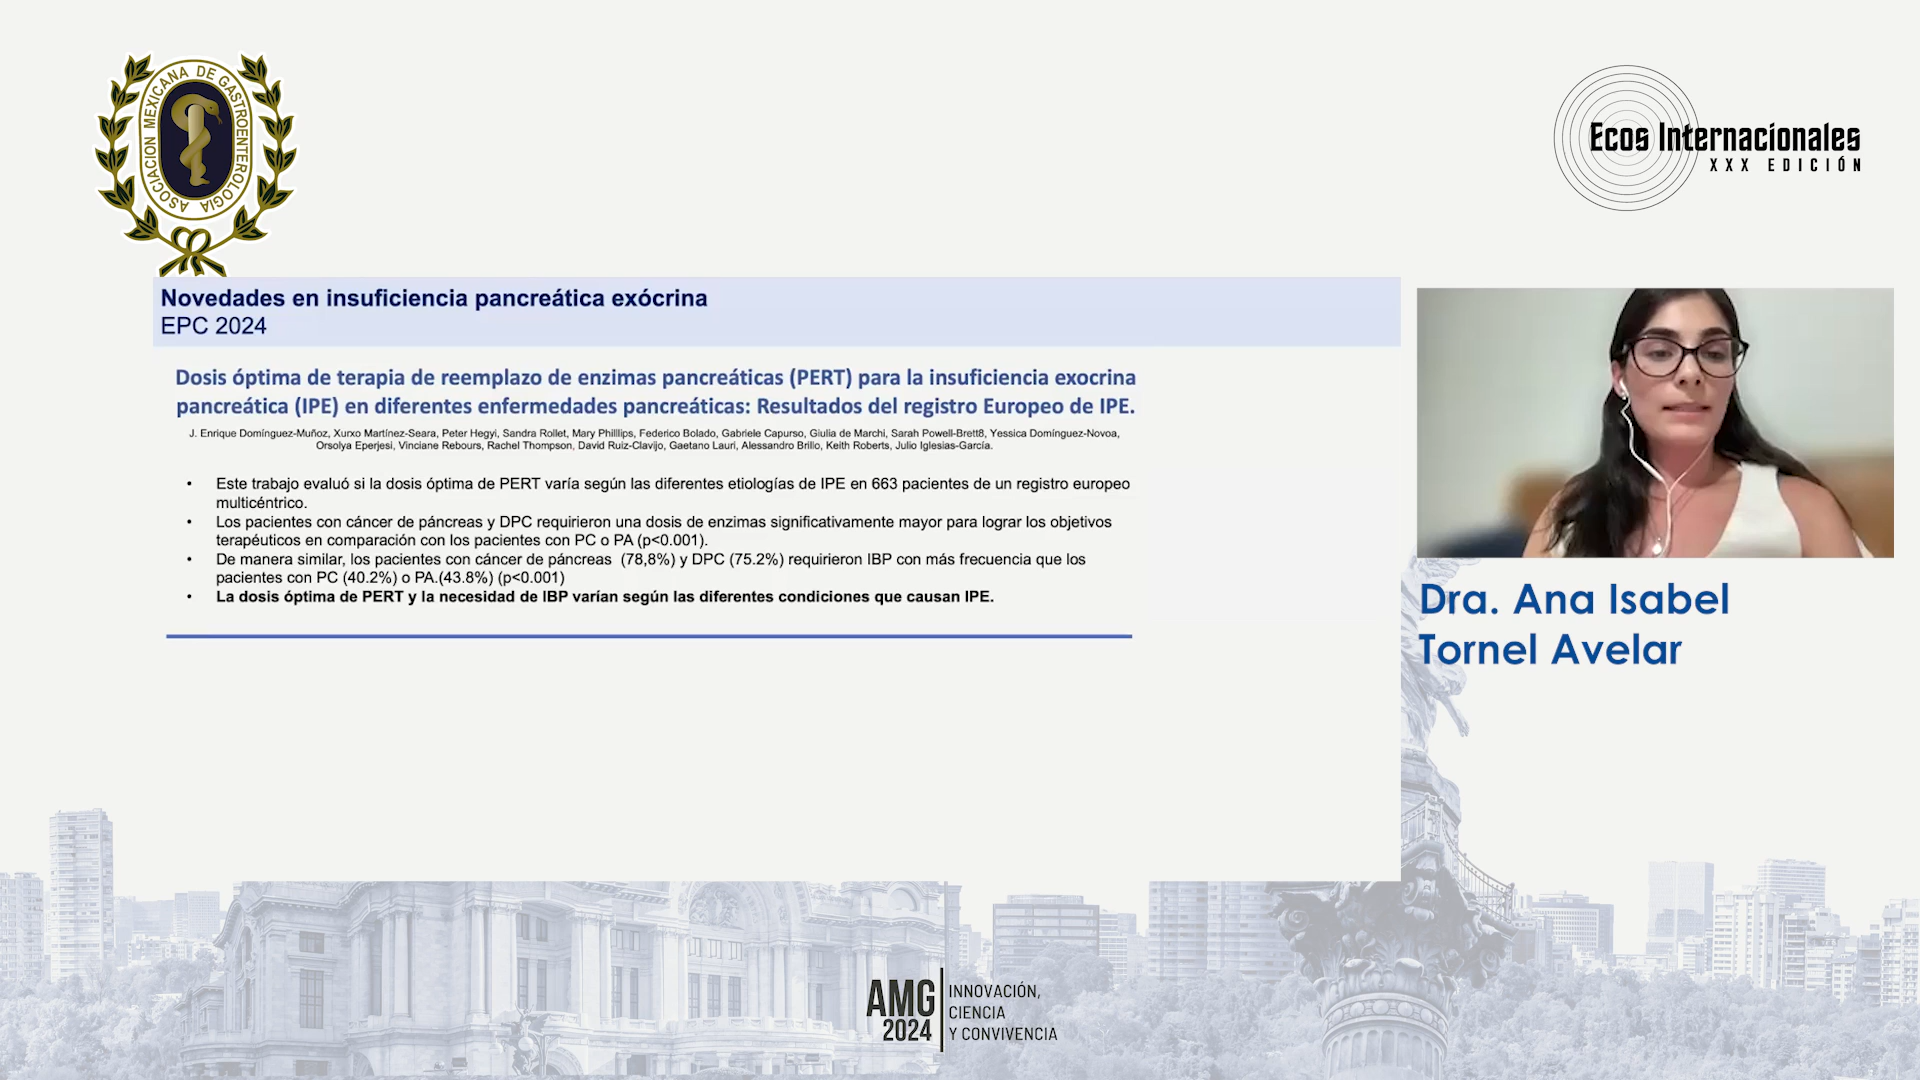 ASOCIACION MEXICANA DE GASTROENTEROLOGIA
Ecos Internacionales
XXX EDICIÓN
Novedades en insuficiencia pancreática exócrina
EPC 2024
Dosis óptima de terapia de reemplazo de enzimas pancreáticas (PERT) para la insuficiencia exocrina
pancreática (IPE) en diferentes enfermedades pancreáticas: Resultados del registro Europeo de IPE.
J. Enrique Domínguez-Muñoz, Xurxo Martínez-Seara, Peter Hegyi, Sandra Rollet, Mary Philllips, Federico Bolado, Gabriele Capurso, Giulia de Marchi, Sarah Powell-Brett8, Yessica Domínguez-Novoa,
Orsolya Eperjesi, Vinciane Rebours, Rachel Thompson, David Ruiz-Clavijo, Gaetano Lauri, Alessandro Brillo, Keith Roberts, Julio Iglesias-García.
• Este trabajo evaluó si la dosis óptima de PERT varía según las diferentes etiologías de IPE en 663 pacientes de un registro europeo
multicéntrico.
• Los pacientes con cáncer de páncreas y DPC requirieron una dosis de enzimas significativamente mayor para lograr los objetivos
terapéuticos en comparación con los pacientes con PC o PA (p<0.001).
• De manera similar, los pacientes con cáncer de páncreas (78,8%) y DPC (75.2%) requirieron IBP con más frecuencia que los
pacientes con PC (40.2%) o PA.(43.8%) (p<0.001)
• La dosis óptima de PERT y la necesidad de IBP varían según las diferentes condiciones que causan IPE.
Dra. Ana Isabel
Tornel Avelar
AMG
2024
INNOVACIÓN,
CIENCIA
Y CONVIVENCIA